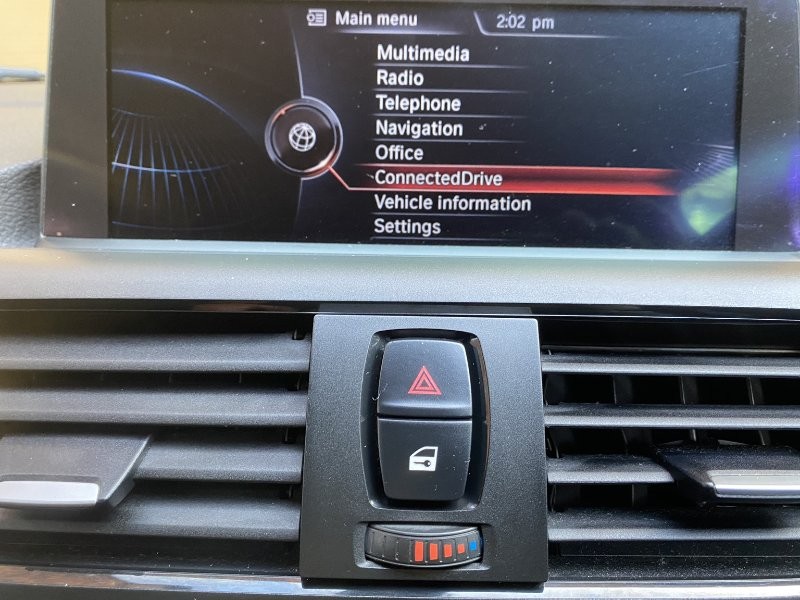 Main menu
2:02 pm
Multimedia
Radio
Telephone
Navigation
Office
ConnectedDrive
Vehicle information
Settings